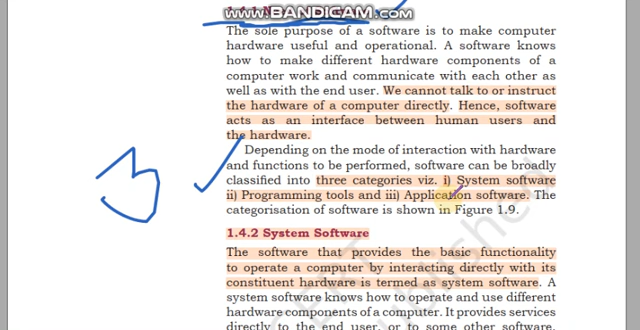 1.4.1 N
www.BANDICAM.com
The sole purpose of a software is to make computer
hardware useful and operational. A software knows
how to make different hardware components of a
computer work and communicate with each other as
well as with the end user. We cannot talk to or instruct
the hardware of a computer directly. Hence, software
acts as an interface between human users and
the hardware.
Depending on the mode of interaction with hardware
and functions to be performed, software can be broadly
classified into three categories viz. i) System software
ii) Programming tools and iii) Application software. The
categorisation of software is shown in Figure 1.9.
3
1.4.2 System Software
The software that provides the basic functionality
to operate a computer by interacting directly with its
constituent hardware is termed as system software. A
system software knows how to operate and use different
hardware components of a computer. It provides services
directly to the end user, or to some other software.